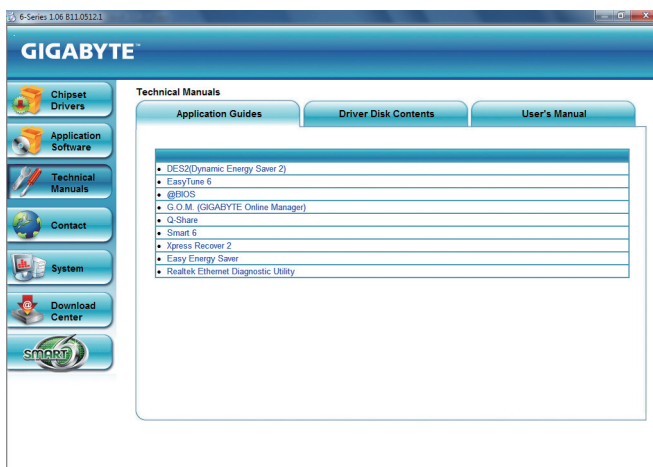 6-Series 1.06 B11.0512.1
GIGABYTE™
Chipset
Drivers
Application
Software
Technical
Manuals
Contact
System
Download
Center
SMART 6
Technical Manuals
Application Guides
Driver Disk Contents
User's Manual
DES2(Dynamic Energy Saver 2)
EasyTune 6
@BIOS
G.O.M. (GIGABYTE Online Manager)
Q-Share
Smart 6
Xpress Recover 2
Easy Energy Saver
Realtek Ethernet Diagnostic Utility